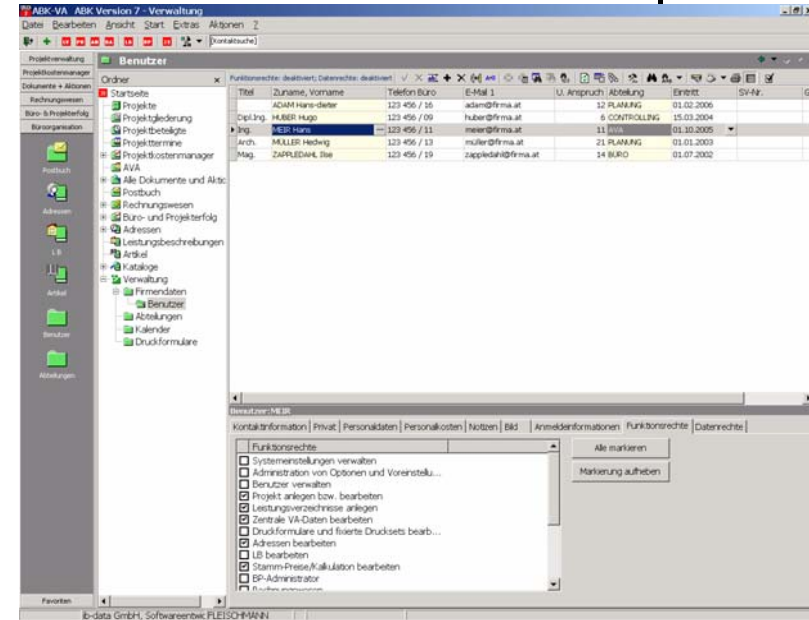 ABK-VA ABK Version 7 - Verwaltung
Datei Bearbeiten Ansicht Start Extras Aktionen ?
[Kontaktsuche]
Projektverwaltung
Projektkostenmanager
Dokumente + Aktionen
Rechnungswesen
Büro- & Projekterfolg
Büroorganisation
Postbuch
Adressen
LB
Artikel
Benutzer
Abteilungen
Favoriten
Benutzer
Ordner x
Startseite
Projekte
Projektgliederung
Projektbeteiligte
Projekttermine
Projektkostenmanager
AVA
Alle Dokumente und Aktic
Postbuch
Rechnungswesen
Büro- und Projekterfolg
Adressen
Leistungsbeschreibungen
Artikel
Kataloge
Verwaltung
Firmendaten
Benutzer
Abteilungen
Kalender
Druckformulare
Funktionsrechte: deaktiviert; Datenrechte: deaktiviert
Titel Zuname, Vorname Telefon Büro E-Mail 1 U. Anspruch Abteilung Eintritt SV-Nr. G
ADAM Hans-dieter 123 456 / 16 adam@firma.at 12 PLANUNG 01.02.2006
Dipl.Ing. HUBER Hugo 123 456 / 09 huber@firma.at 6 CONTROLLING 15.03.2004
Ing. MEIR Hans 123 456 / 11 meier@firma.at 11 AVA 01.10.2005
Arch. MÜLLER Hedwig 123 456 / 13 müller@firma.at 21 PLANUNG 01.01.2003
Mag. ZAPPLEDAHL Ilse 123 456 / 19 zappledahl@firma.at 14 BÜRO 01.07.2002
Benutzer:MEIR
Kontaktinformation Privat Personaldaten Personalkosten Notizen Bild Anmeldeinformationen Funktionsrechte Datenrechte
Funktionsrechte
Systemeinstellungen verwalten
Administration von Optionen und Voreinstellu...
Benutzer verwalten
Projekt anlegen bzw. bearbeiten
Leistungsverzeichnisse anlegen
Zentrale VA-Daten bearbeiten
Druckformulare und fixierte Drucksets bearb...
Adressen bearbeiten
LB bearbeiten
Stamm-Preise/Kalkulation bearbeiten
BP-Administrator
Rechnungswesen
Alle markieren
Markierung aufheben
ib-data GmbH, Softwareentwic FLEISCHMANN